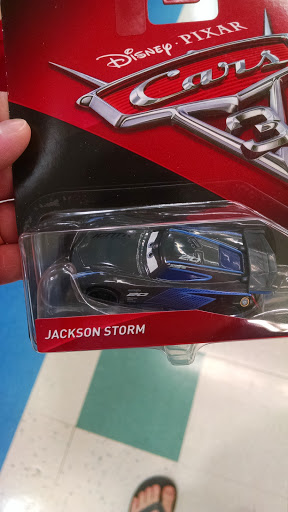 Disney · PIXAR
Cars
3
JACKSON STORM